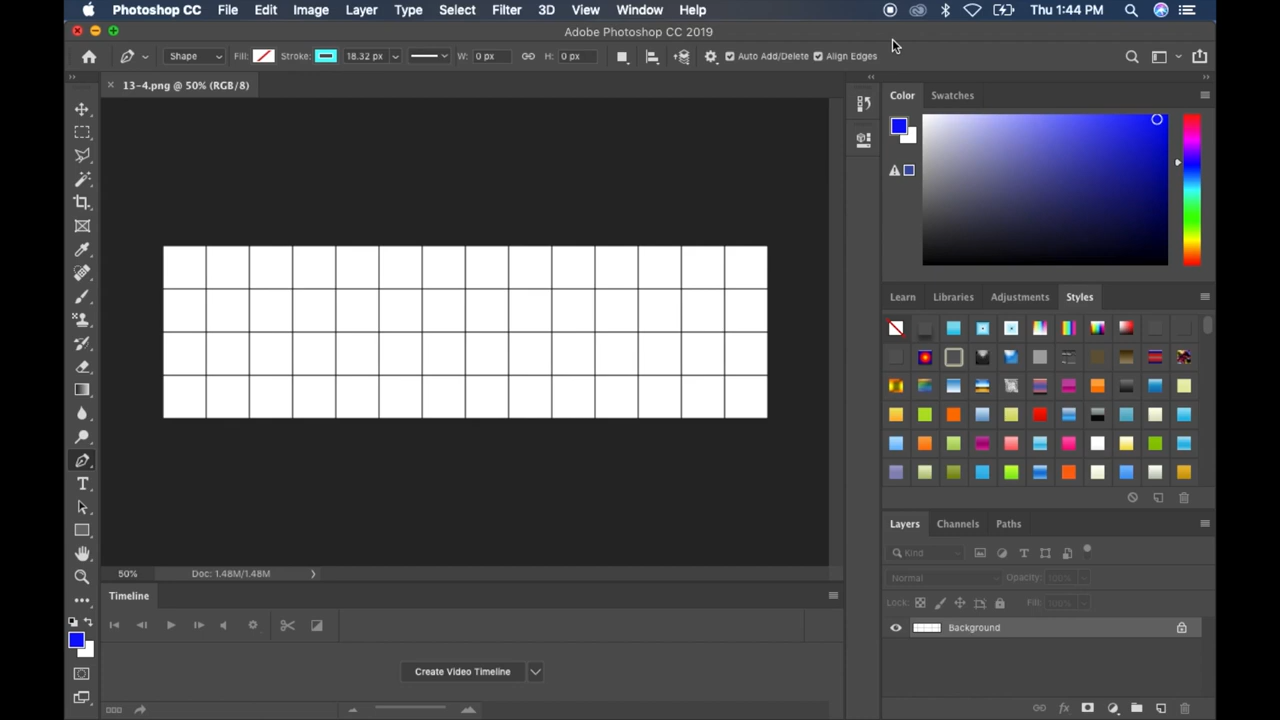 Photoshop CC File Edit Image Layer Type Select Filter 3D View Window Help Thu 1:44 PM
Adobe Photoshop CC 2019
Shape Fill: Stroke: 18.32 px W: 0 px H: 0 px Auto Add/Delete Align Edges
× 13-4.png @ 50% (RGB/8)
Color Swatches
Learn Libraries Adjustments Styles
Layers Channels Paths
Kind
Normal Opacity: 100%
Lock: Fill: 100%
Background
50% Doc: 1.48M/1.48M
Timeline
Create Video Timeline